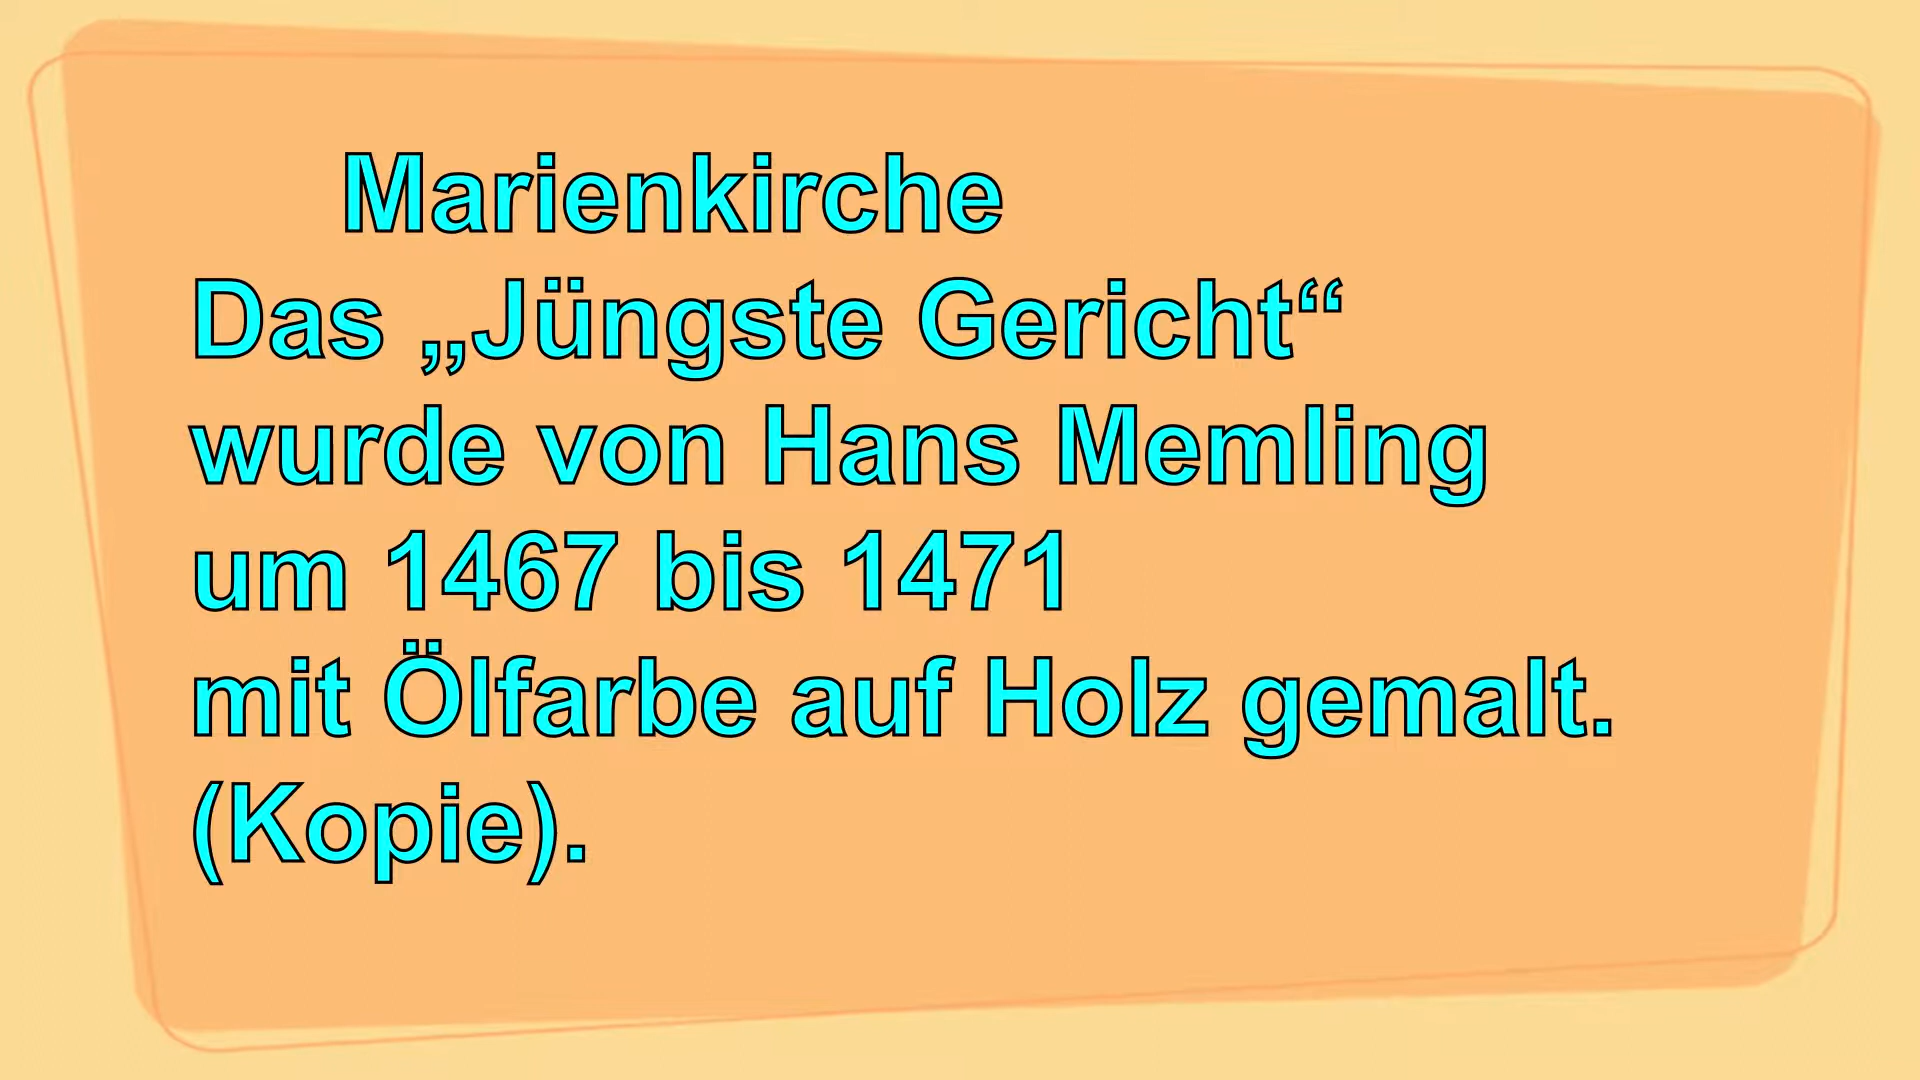 Marienkirche
Das „Jüngste Gericht“
wurde von Hans Memling
um 1467 bis 1471
mit Ölfarbe auf Holz gemalt.
(Kopie).